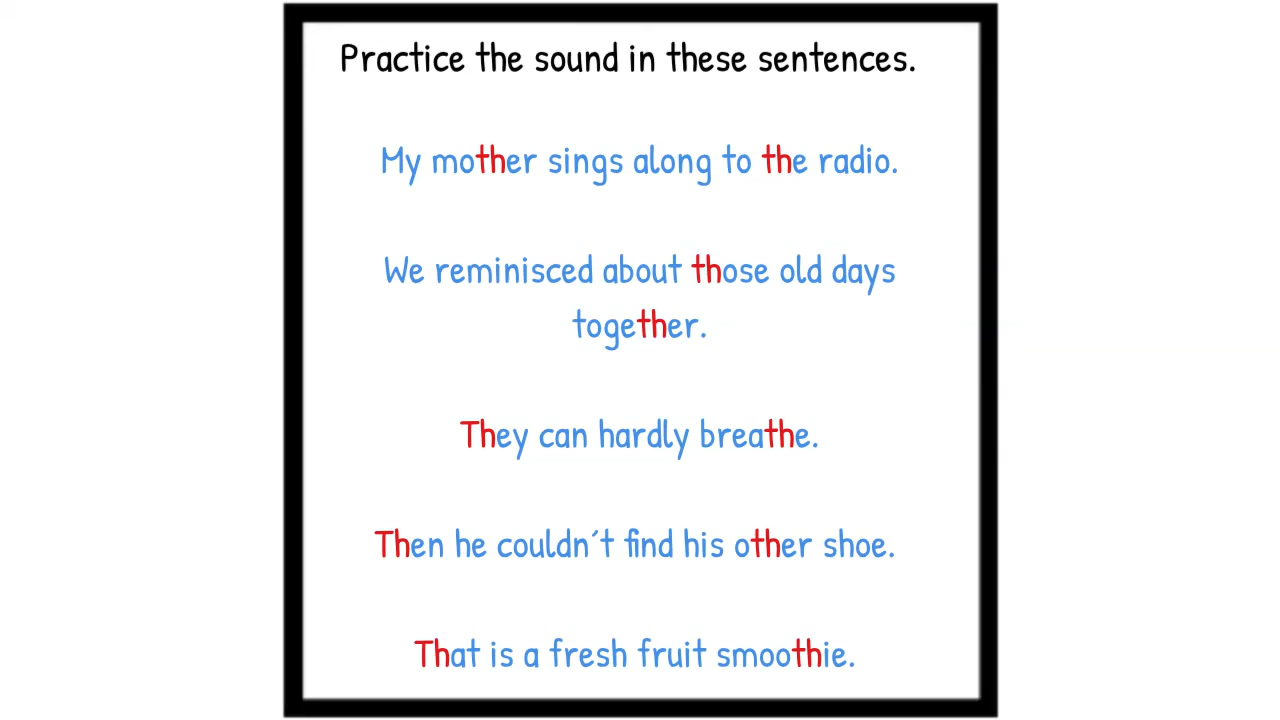 Practice the sound in these sentences.
My mother sings along to the radio.
We reminisced about those old days
together.
They can hardly breathe.
Then he couldn´t find his other shoe.
That is a fresh fruit smoothie.